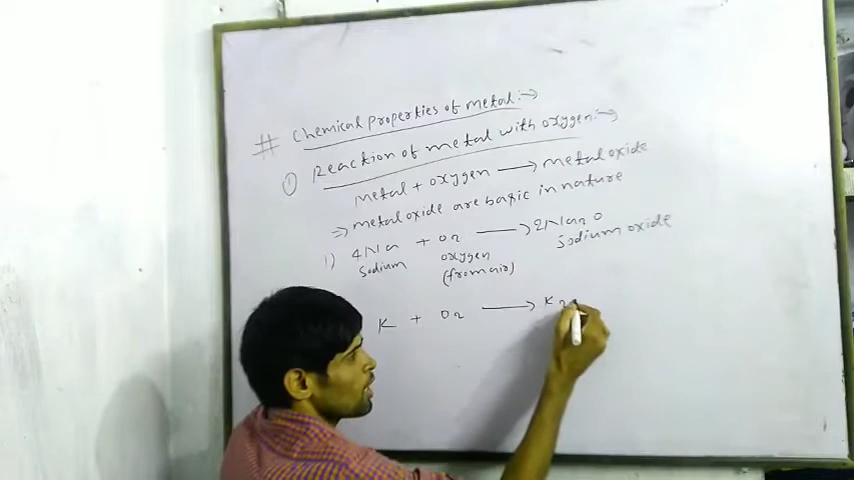 # Chemical properties of metal:→
① Reaction of metal with oxygen:→
Metal + oxygen → metal oxide
⇒ metal oxide are basic in nature
1) 4Na + O₂ → 2Na₂O
Sodium oxygen sodium oxide
(from air)
K + O₂ → K₂